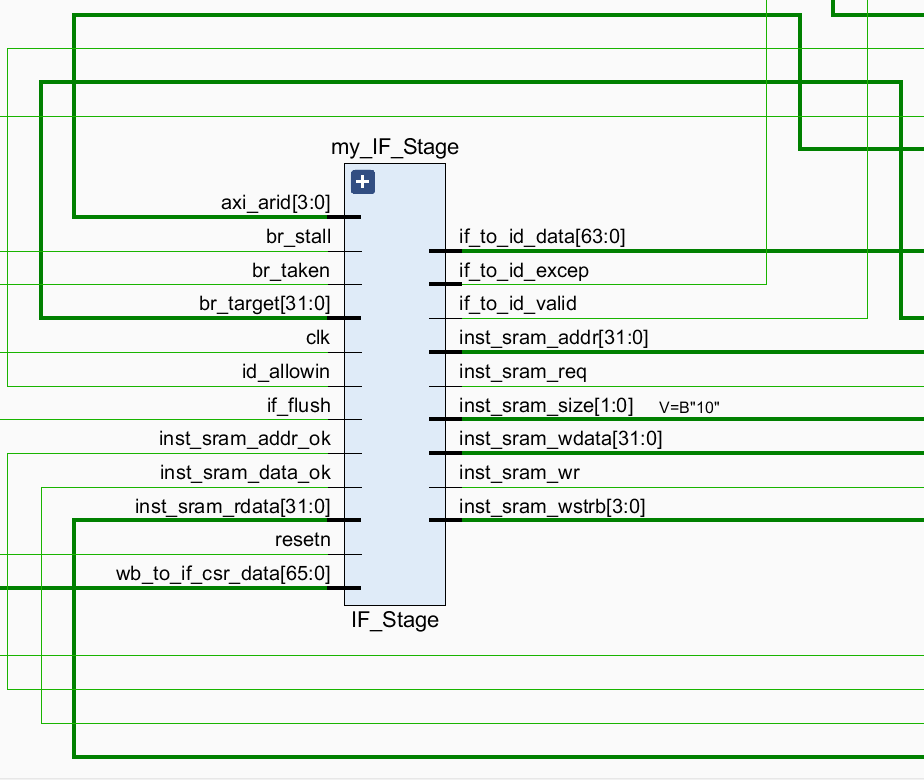 my_IF_Stage
axi_arid[3:0]
br_stall
br_taken
br_target[31:0]
clk
id_allowin
if_flush
inst_sram_addr_ok
inst_sram_data_ok
inst_sram_rdata[31:0]
resetn
wb_to_if_csr_data[65:0]
if_to_id_data[63:0]
if_to_id_excep
if_to_id_valid
inst_sram_addr[31:0]
inst_sram_req
inst_sram_size[1:0] V=B"10"
inst_sram_wdata[31:0]
inst_sram_wr
inst_sram_wstrb[3:0]
IF_Stage